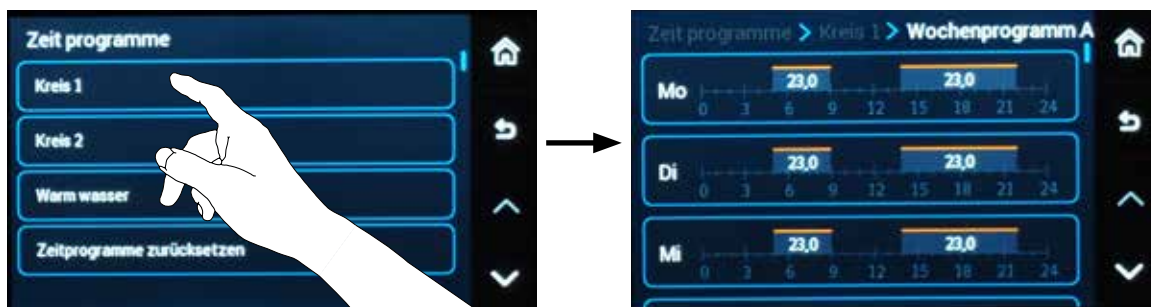 Zeit programme
Kreis 1
Kreis 2
Warm wasser
Zeitprogramme zurücksetzen
Zeit programme > Kreis 1 > Wochenprogramm A
Mo
23,0 23,0
0 3 6 9 12 15 18 21 24
Di
23,0 23,0
0 3 6 9 12 15 18 21 24
Mi
23,0 23,0
0 3 6 9 12 15 18 21 24